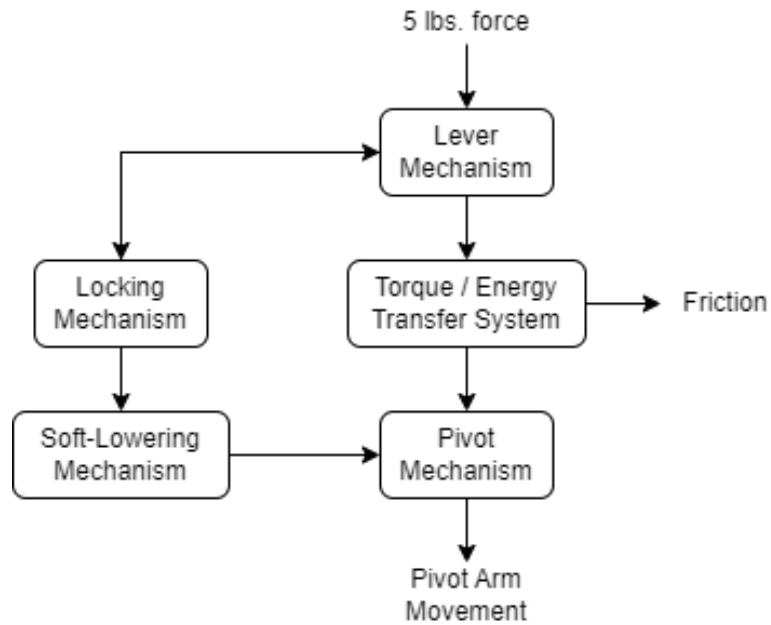 5 lbs. force
Lever
Mechanism
Locking
Mechanism
Torque / Energy
Transfer System
Friction
Soft-Lowering
Mechanism
Pivot
Mechanism
Pivot Arm
Movement